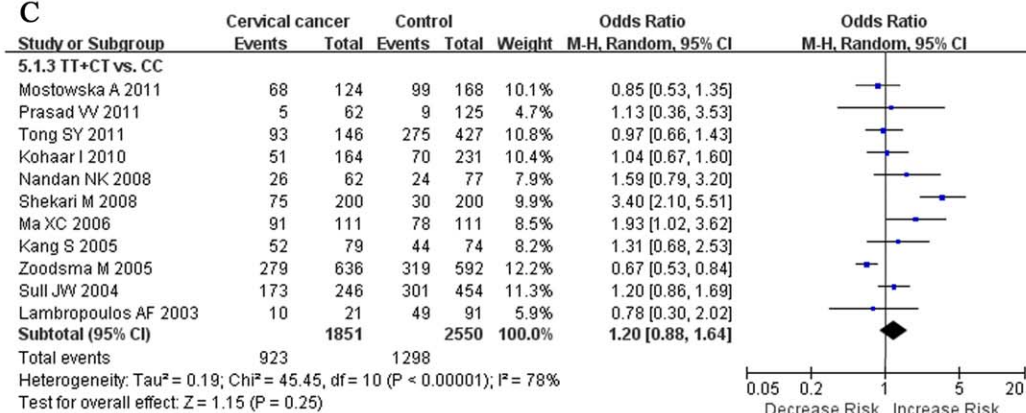 C
Cervical cancer Control Odds Ratio Odds Ratio
Study or Subgroup Events Total Events Total Weight M-H, Random, 95% CI M-H, Random, 95% CI
5.1.3 TT+CT vs. CC
Mostowska A 2011 68 124 99 168 10.1% 0.85 [0.53, 1.35]
Prasad VV 2011 5 62 9 125 4.7% 1.13 [0.36, 3.53]
Tong SY 2011 93 146 275 427 10.8% 0.97 [0.66, 1.43]
Kohaar I 2010 51 164 70 231 10.4% 1.04 [0.67, 1.60]
Nandan NK 2008 26 62 24 77 7.9% 1.59 [0.79, 3.20]
Shekari M 2008 75 200 30 200 9.9% 3.40 [2.10, 5.51]
Ma XC 2006 91 111 78 111 8.5% 1.93 [1.02, 3.62]
Kang S 2005 52 79 44 74 8.2% 1.31 [0.68, 2.53]
Zoodsma M 2005 279 636 319 592 12.2% 0.67 [0.53, 0.84]
Sull JW 2004 173 246 301 454 11.3% 1.20 [0.86, 1.69]
Lambropoulos AF 2003 10 21 49 91 5.9% 0.78 [0.30, 2.02]
Subtotal (95% CI) 1851 2550 100.0% 1.20 [0.88, 1.64]
Total events 923 1298
Heterogeneity: Tau² = 0.19; Chi² = 45.45, df = 10 (P < 0.00001); I² = 78%
Test for overall effect: Z = 1.15 (P = 0.25)
0.05 0.2 1 5 20
Decrease Risk Increase Risk